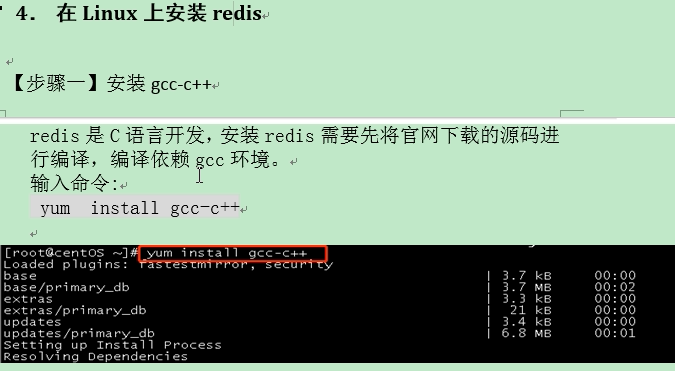 4． 在 Linux 上安装 redis
【步骤一】安装 gcc-c++
redis 是 C 语言开发，安装 redis 需要先将官网下载的源码进
行编译，编译依赖 gcc 环境。
输入命令:
yum  install gcc-c++
[root@centOS ~]# yum install gcc-c++
Loaded plugins: fastestmirror, security
base | 3.7 kB 00:00
base/primary_db | 3.7 MB 00:02
extras | 3.3 kB 00:00
extras/primary_db | 21 kB 00:00
updates | 3.4 kB 00:00
updates/primary_db | 6.8 MB 00:01
Setting up Install Process
Resolving Dependencies